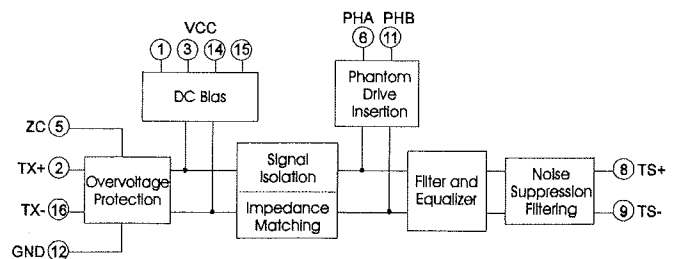 VCC
PHA PHB
1 3 14 15
6 11
DC Bias
Phantom
Drive
Insertion
ZC 5
TX+ 2
TX- 16
GND 12
Overvoltage
Protection
Signal
Isolation
Impedance
Matching
Filter and
Equalizer
Noise
Suppression
Filtering
8 TS+
9 TS-